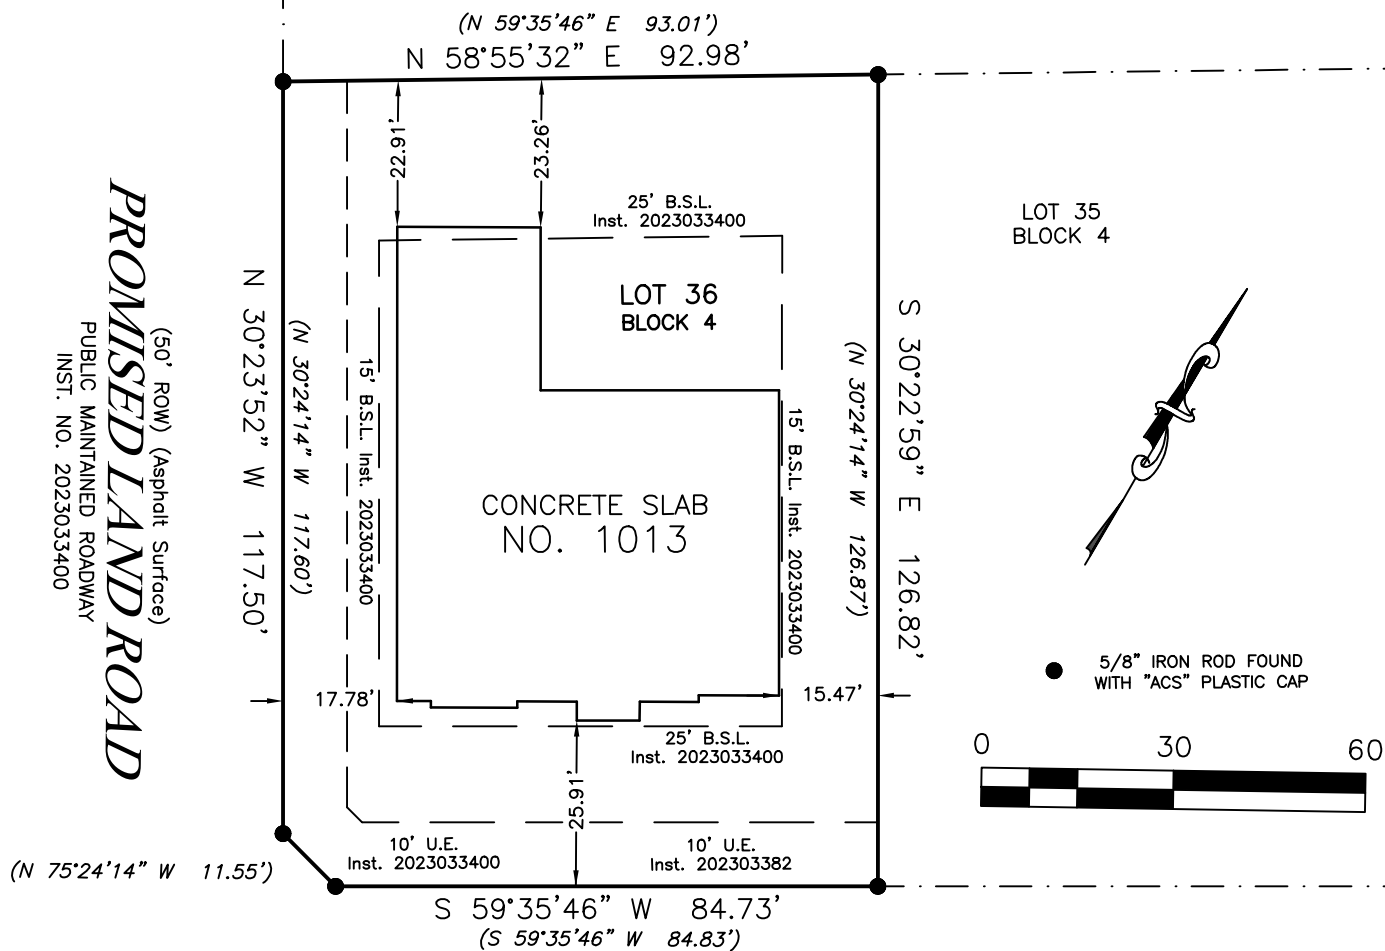 (N 59°35'46" E 93.01')
N 58°55'32" E 92.98'
22.91'
23.26'
25' B.S.L.
Inst. 2023033400
LOT 36
BLOCK 4
LOT 35
BLOCK 4
PROMISED LAND ROAD
(50' ROW) (Asphalt Surface)
PUBLIC MAINTAINED ROADWAY
INST. NO. 2023033400
N 30°23'52" W 117.50'
(N 30°24'14" W 117.60')
15' B.S.L. Inst. 2023033400
CONCRETE SLAB
NO. 1013
15' B.S.L. Inst. 2023033400
(N 30°24'14" W 126.87')
S 30°22'59" E 126.82'
5/8" IRON ROD FOUND
WITH "ACS" PLASTIC CAP
17.78'
15.47'
25' B.S.L.
Inst. 2023033400
25.91'
0 30 60
10' U.E.
Inst. 2023033400
10' U.E.
Inst. 202303382
(N 75°24'14" W 11.55')
S 59°35'46" W 84.73'
(S 59°35'46" W 84.83')